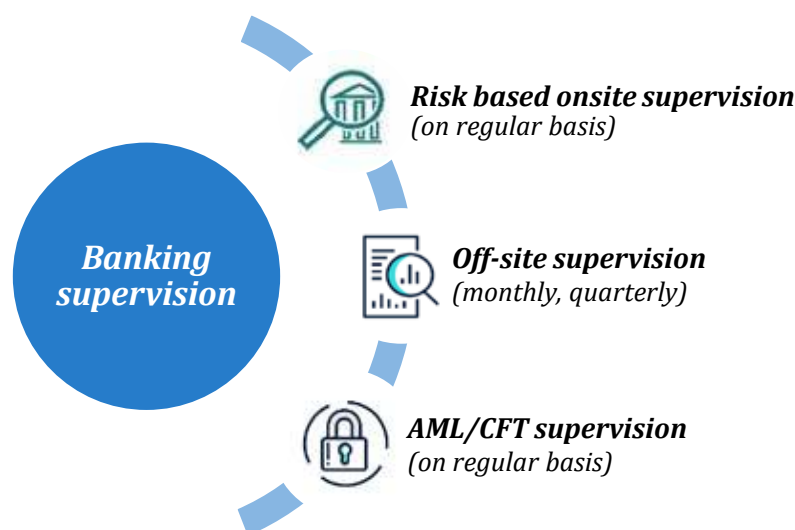 Banking
supervision
Risk based onsite supervision
(on regular basis)
Off-site supervision
(monthly, quarterly)
AML/CFT supervision
(on regular basis)